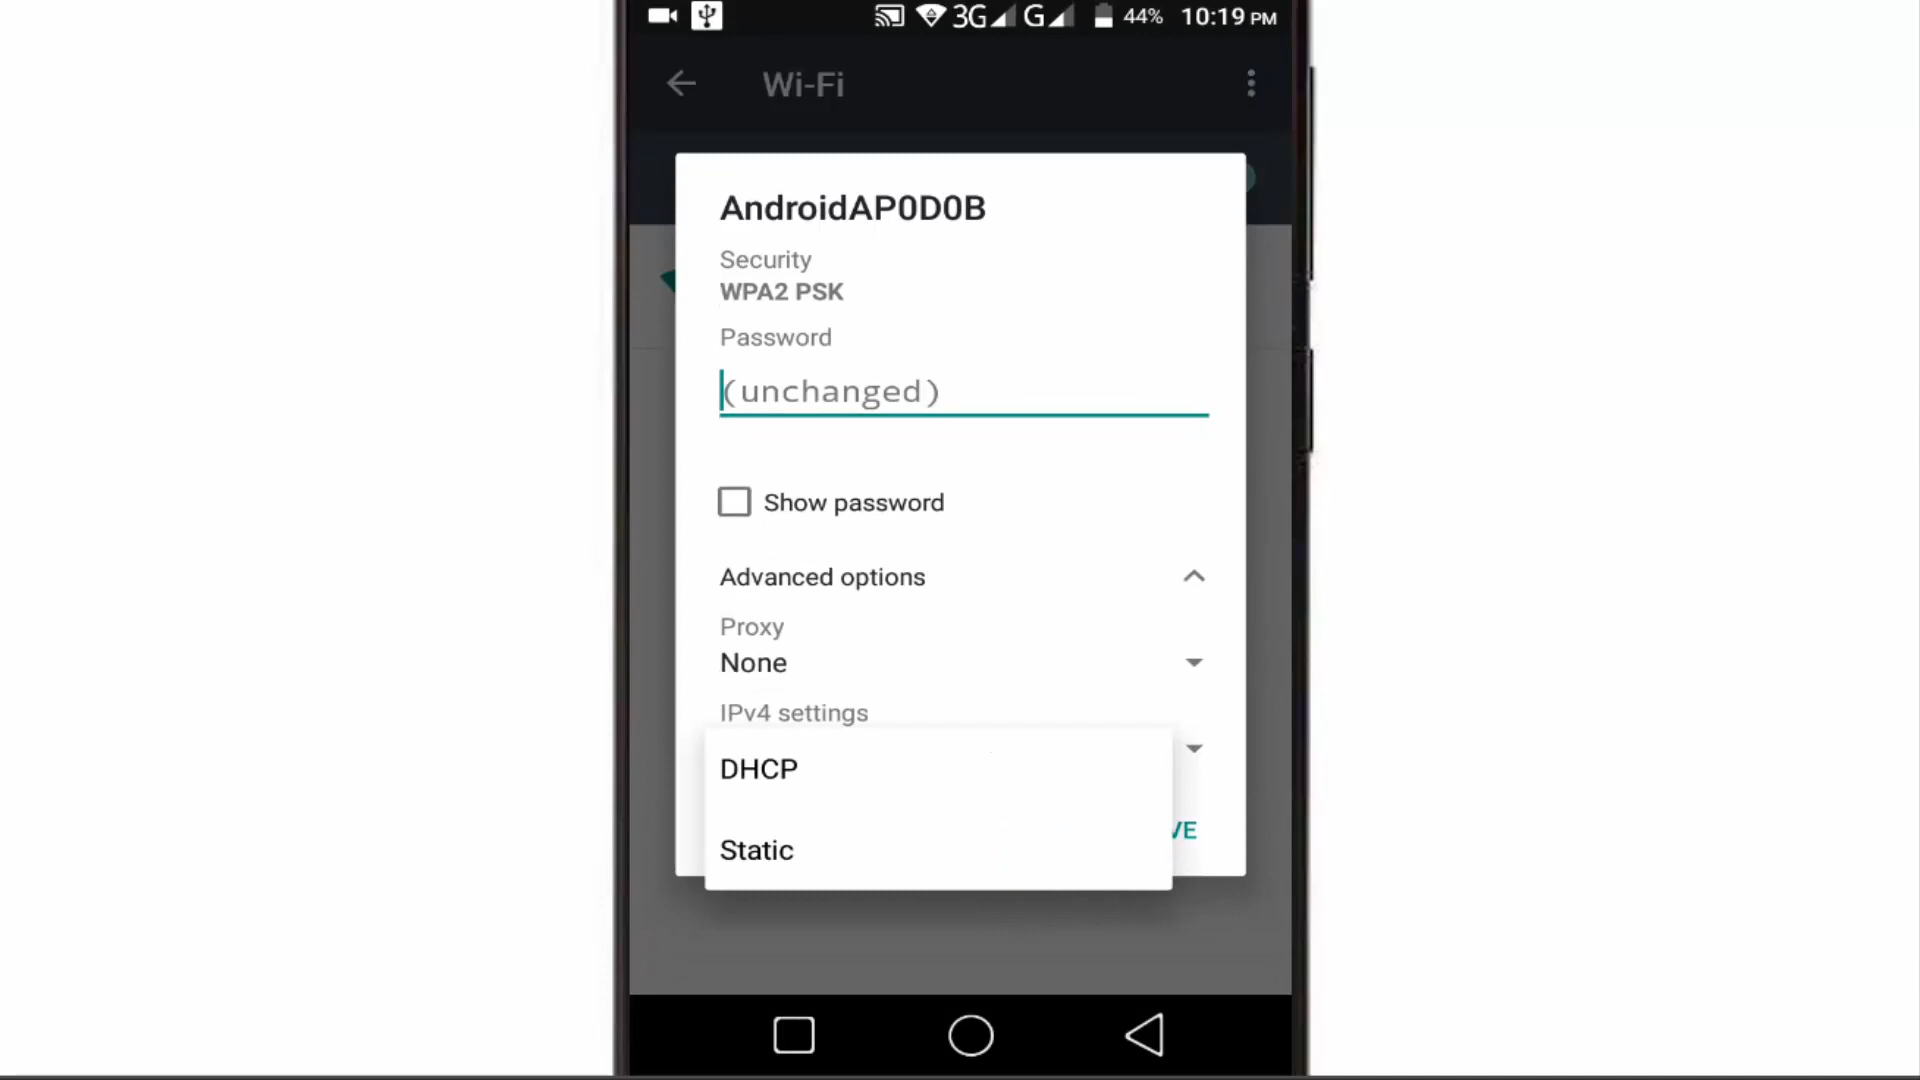 3G G 44% 10:19 PM
Wi-Fi
AndroidAP0D0B
Security
WPA2 PSK
Password
(unchanged)
Show password
Advanced options
Proxy
None
IPv4 settings
DHCP
VE
Static